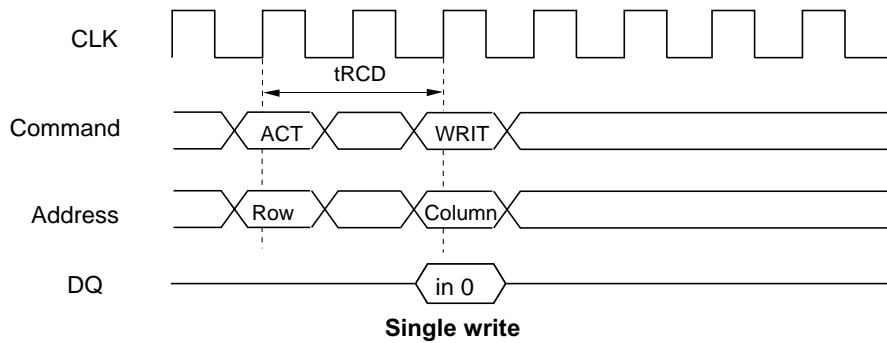 CLK
tRCD
Command ACT WRIT
Address Row Column
DQ in 0
Single write